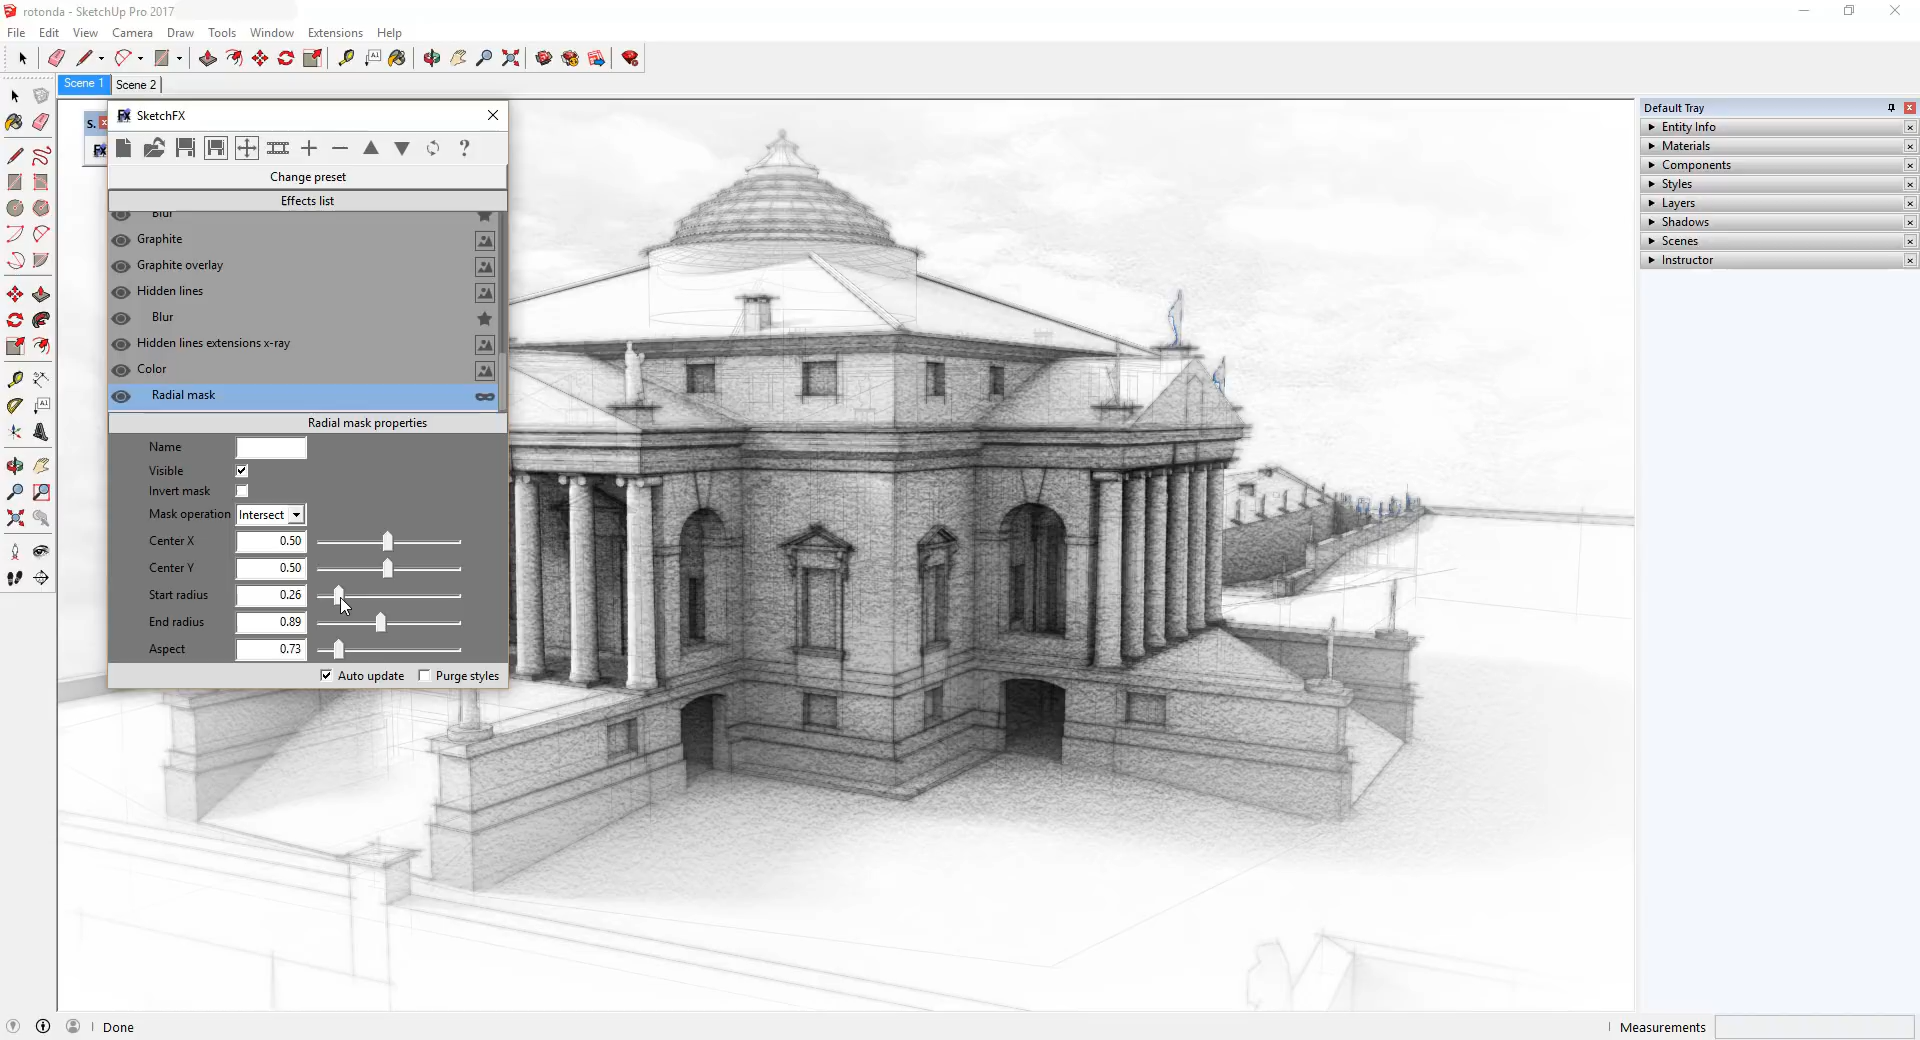 rotonda - SketchUp Pro 2017
File Edit View Camera Draw Tools Window Extensions Help
Scene 1 Scene 2
S.
SketchFX
Change preset
Effects list
Blur
Graphite
Graphite overlay
Hidden lines
Blur
Hidden lines extensions x-ray
Color
Radial mask
Radial mask properties
Name
Visible
Invert mask
Mask operation Intersect
Center X 0.50
Center Y 0.50
Start radius 0.26
End radius 0.89
Aspect 0.73
Auto update Purge styles
Default Tray
Entity Info
Materials
Components
Styles
Layers
Shadows
Scenes
Instructor
Done
Measurements